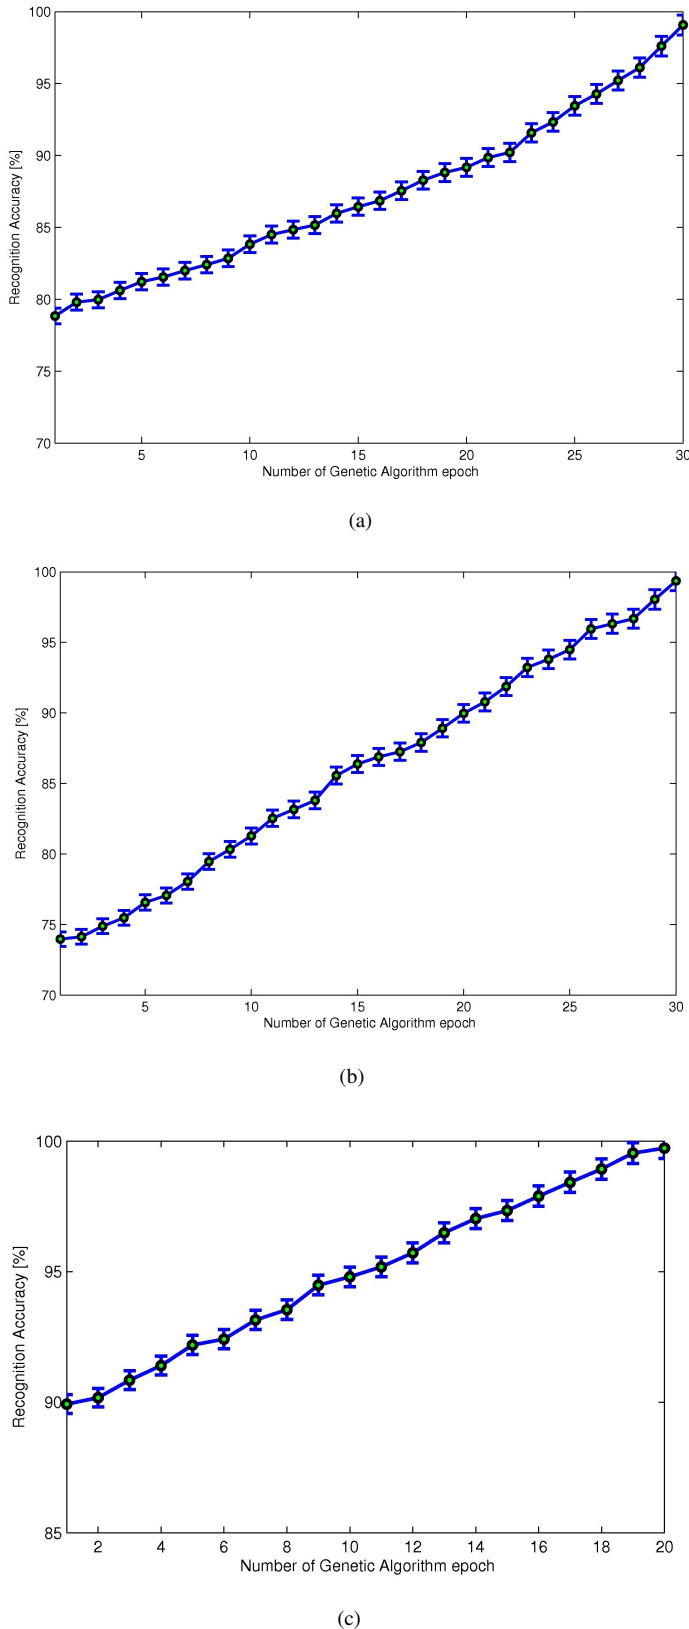 100
95
90
85
80
75
70
Recognition Accuracy [%]
5 10 15 20 25 30
Number of Genetic Algorithm epoch
(a)
100
95
90
85
80
75
70
Recognition Accuracy [%]
5 10 15 20 25 30
Number of Genetic Algorithm epoch
(b)
100
95
90
85
Recognition Accuracy [%]
2 4 6 8 10 12 14 16 18 20
Number of Genetic Algorithm epoch
(c)